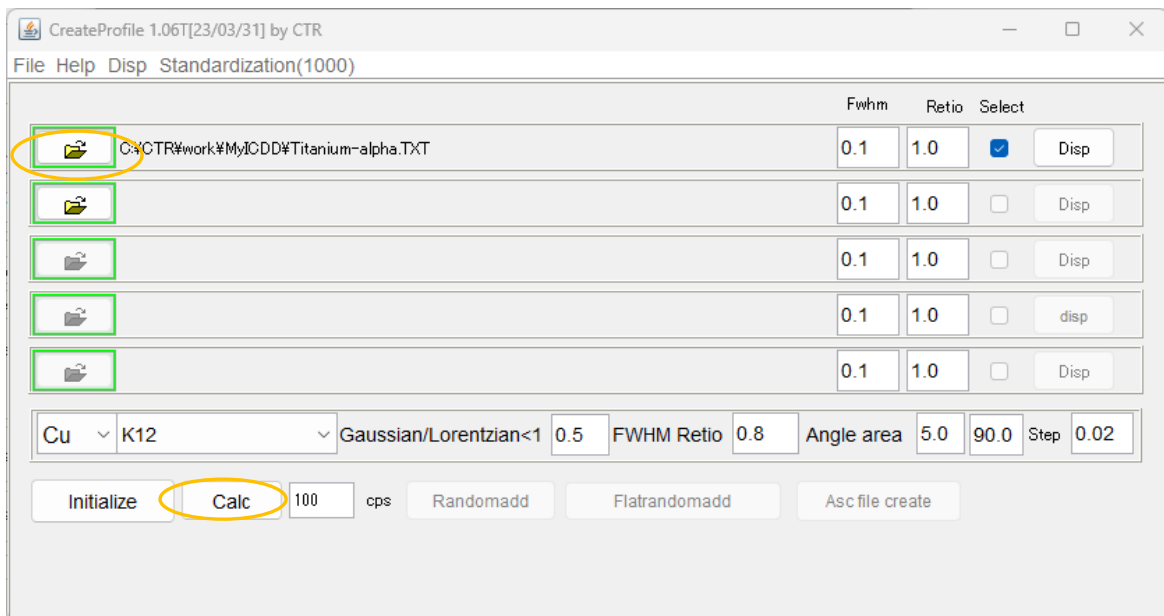 CreateProfile 1.06T[23/03/31] by CTR
File Help Disp Standardization(1000)
Fwhm Retio Select
C:¥CTR¥work¥MyICDD¥Titanium-alpha.TXT 0.1 1.0 Disp
0.1 1.0 Disp
0.1 1.0 Disp
0.1 1.0 disp
0.1 1.0 Disp
Cu K12 Gaussian/Lorentzian<1 0.5 FWHM Retio 0.8 Angle area 5.0 90.0 Step 0.02
Initialize Calc 100 cps Randomadd Flatrandomadd Asc file create